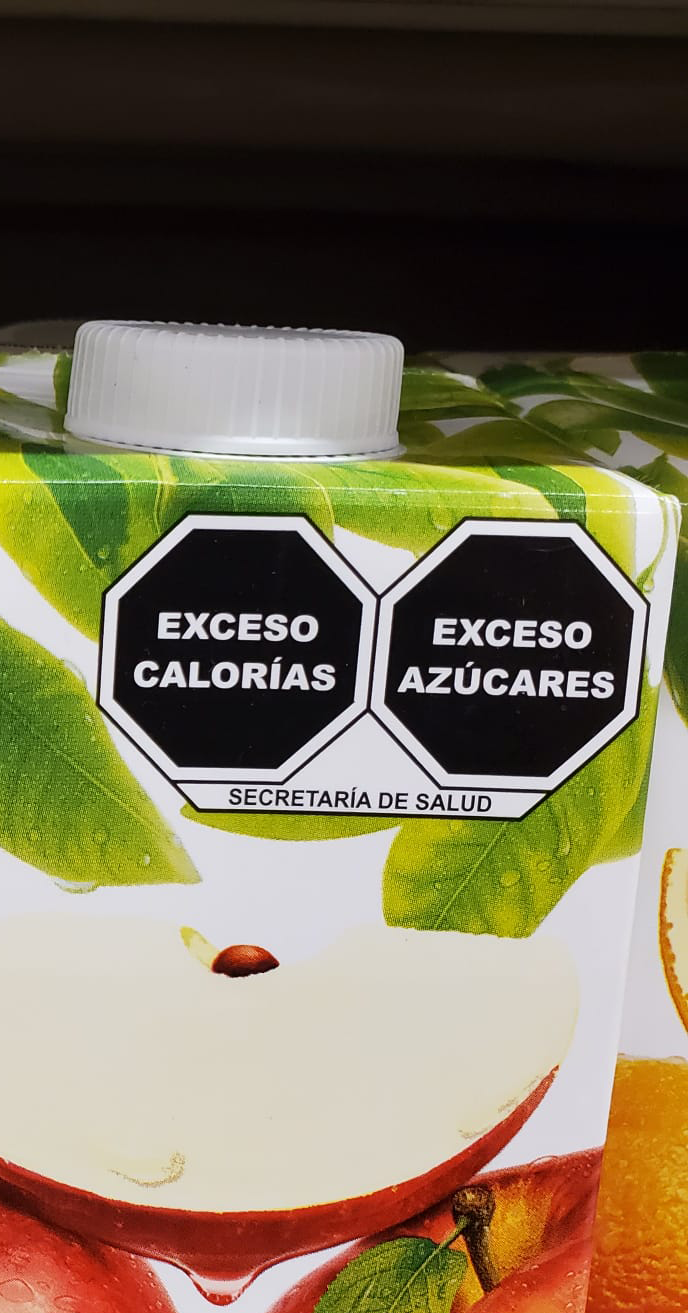 EXCESO
CALORÍAS
EXCESO
AZÚCARES
SECRETARÍA DE SALUD